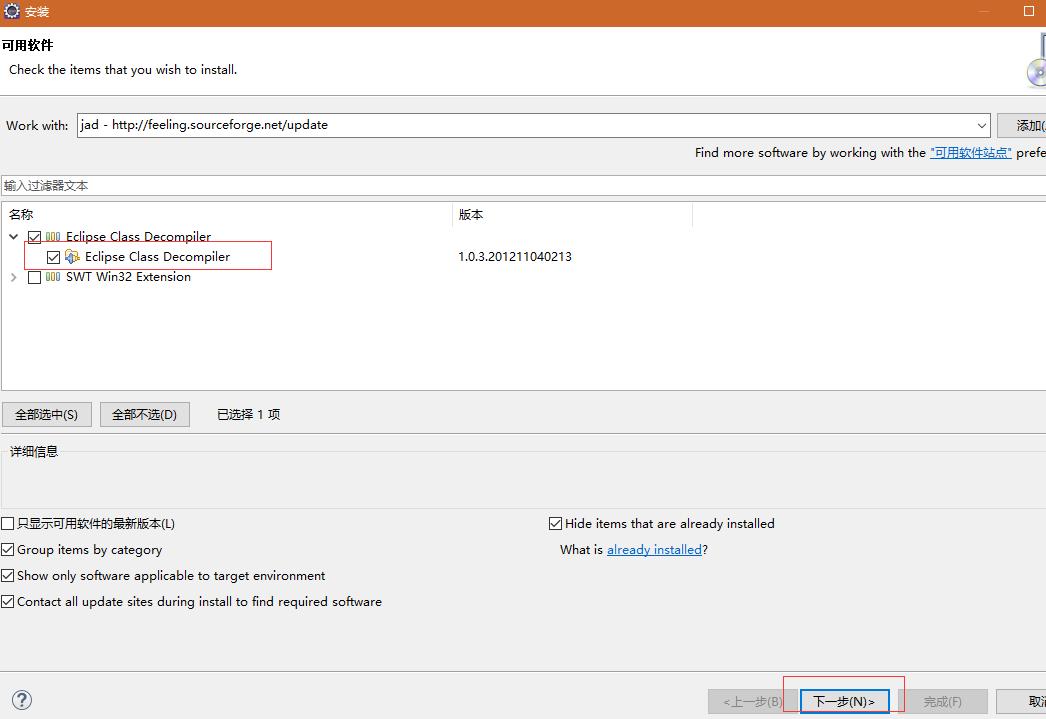 安装
可用软件
Check the items that you wish to install.
Work with: jad - http://feeling.sourceforge.net/update 添加(
Find more software by working with the "可用软件站点" prefe
输入过滤器文本
名称 版本
Eclipse Class Decompiler
Eclipse Class Decompiler 1.0.3.201211040213
SWT Win32 Extension
全部选中(S) 全部不选(D) 已选择 1 项
详细信息
只显示可用软件的最新版本(L) Hide items that are already installed
Group items by category What is already installed?
Show only software applicable to target environment
Contact all update sites during install to find required software
? <上一步(B) 下一步(N)> 完成(F) 取